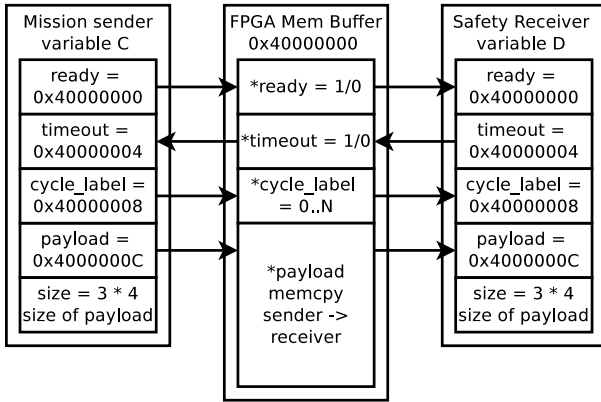 Mission sender
variable C
ready =
0x40000000
timeout =
0x40000004
cycle_label =
0x40000008
payload =
0x4000000C
size = 3 * 4
size of payload
FPGA Mem Buffer
0x40000000
*ready = 1/0
*timeout = 1/0
*cycle_label
= 0..N
*payload
memcpy
sender ->
receiver
Safety Receiver
variable D
ready =
0x40000000
timeout =
0x40000004
cycle_label =
0x40000008
payload =
0x4000000C
size = 3 * 4
size of payload